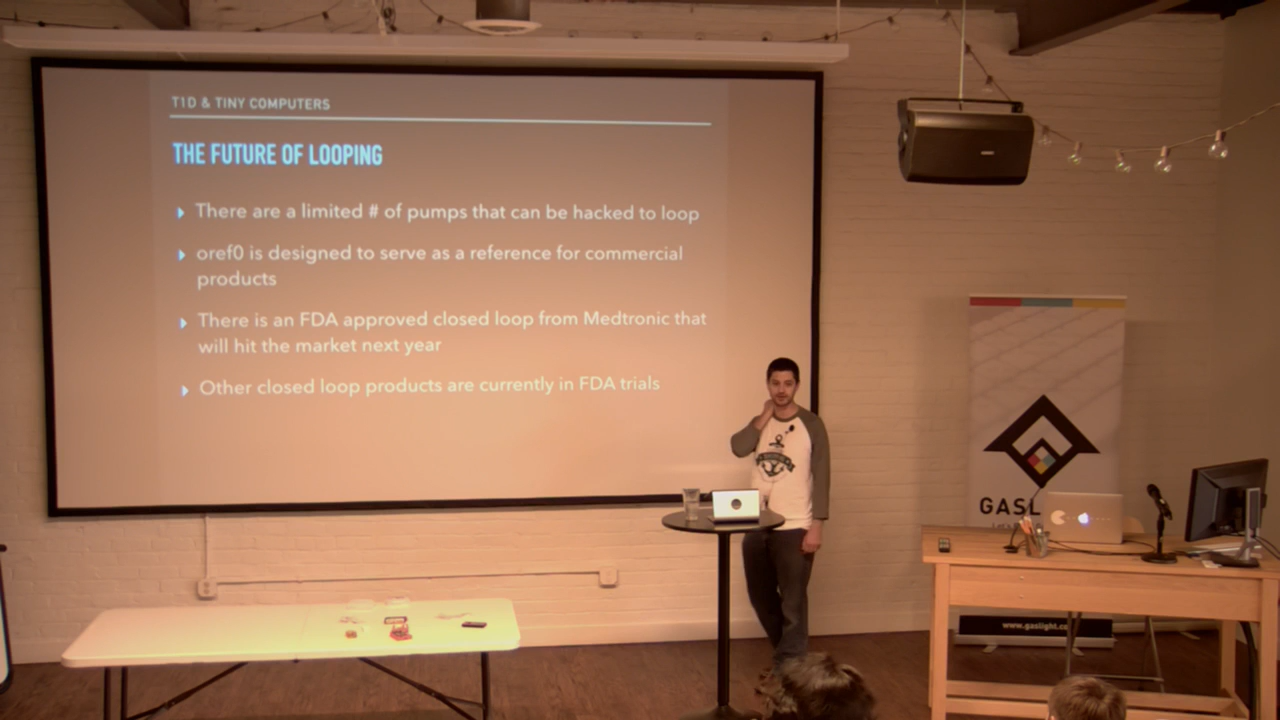 T1D & TINY COMPUTERS
THE FUTURE OF LOOPING
There are a limited # of pumps that can be hacked to loop
oref0 is designed to serve as a reference for commercial
products
There is an FDA approved closed loop from Medtronic that
will hit the market next year
Other closed loop products are currently in FDA trials
GASL
www.gaslight.co